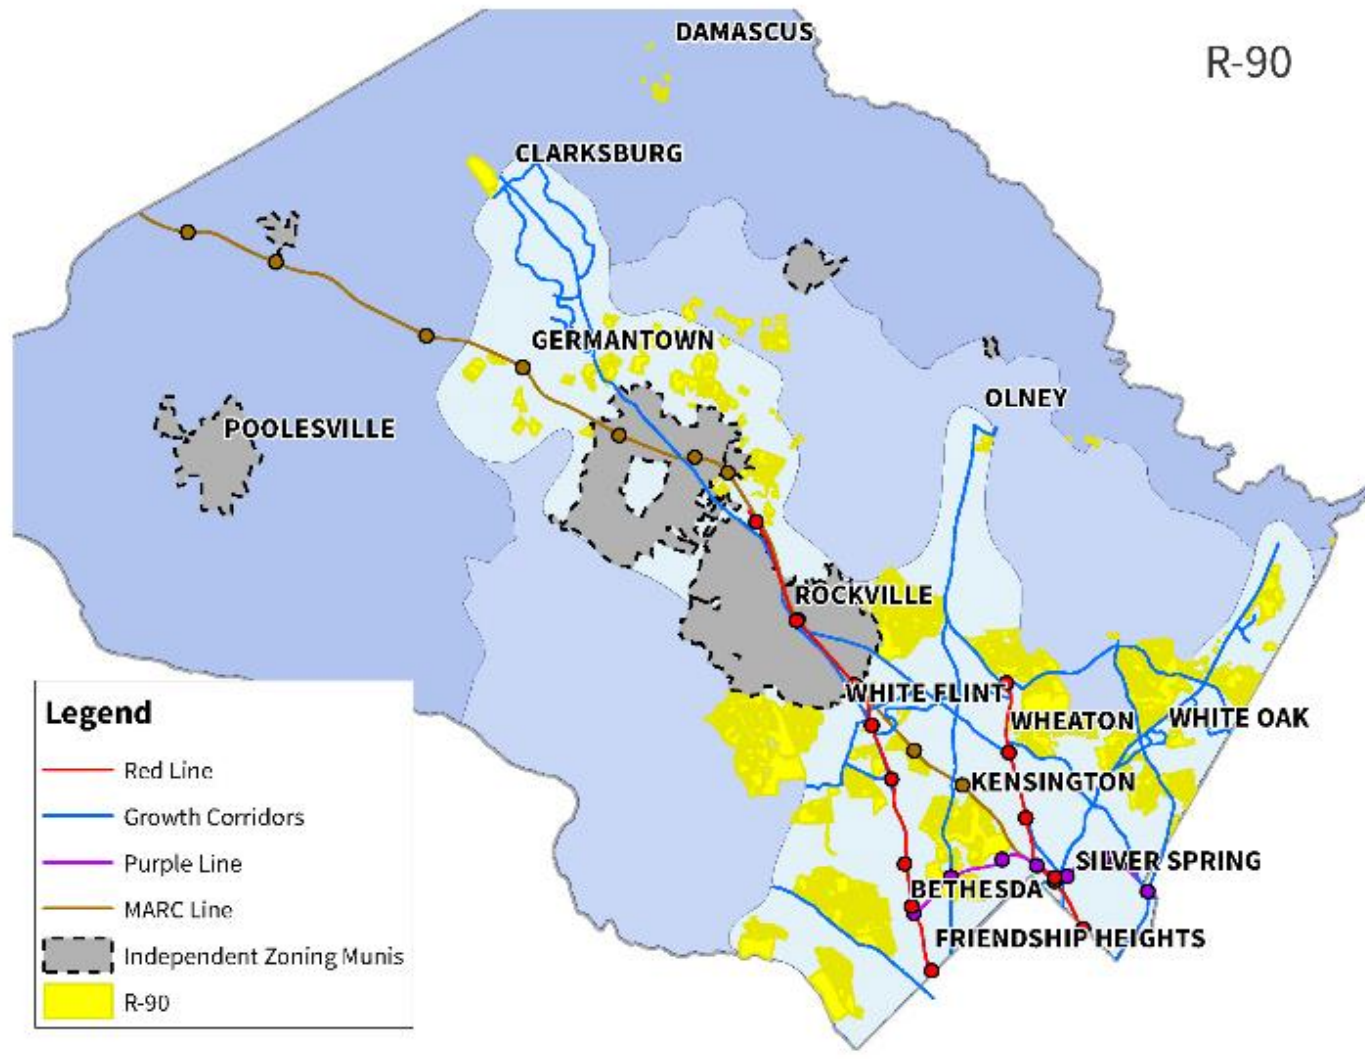 DAMASCUS
R-90
CLARKSBURG
GERMANTOWN
OLNEY
POOLESVILLE
ROCKVILLE
WHITE FLINT
WHEATON
WHITE OAK
KENSINGTON
SILVER SPRING
BETHESDA
FRIENDSHIP HEIGHTS
Legend
Red Line
Growth Corridors
Purple Line
MARC Line
Independent Zoning Munis
R-90